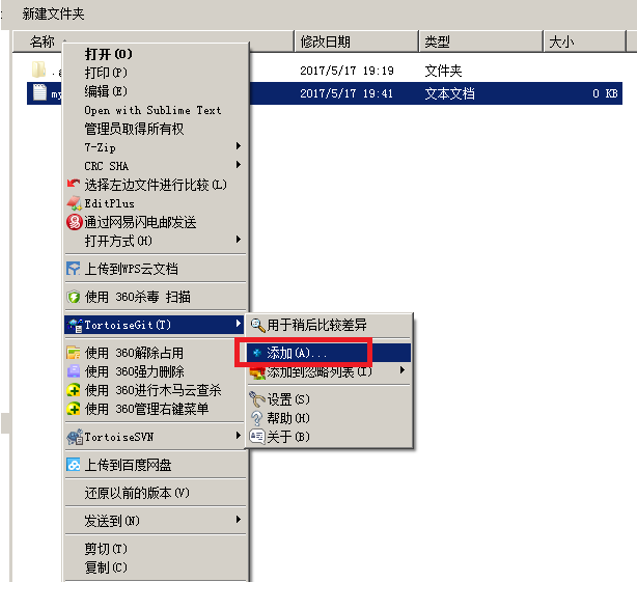 新建文件夹
名称 修改日期 类型 大小
2017/5/17 19:19 文件夹
my 2017/5/17 19:41 文本文档 0 KB
打开(O)
打印(P)
编辑(E)
Open with Sublime Text
管理员取得所有权
7-Zip
CRC SHA
选择左边文件进行比较(L)
EditPlus
通过网易闪电邮发送
打开方式(H)
上传到WPS云文档
使用 360杀毒 扫描
TortoiseGit(T)
用于稍后比较差异
添加(A)...
添加到忽略列表(I)
设置(S)
帮助(H)
关于(B)
使用 360解除占用
使用 360强力删除
使用 360进行木马云查杀
使用 360管理右键菜单
TortoiseSVN
上传到百度网盘
还原以前的版本(V)
发送到(N)
剪切(T)
复制(C)